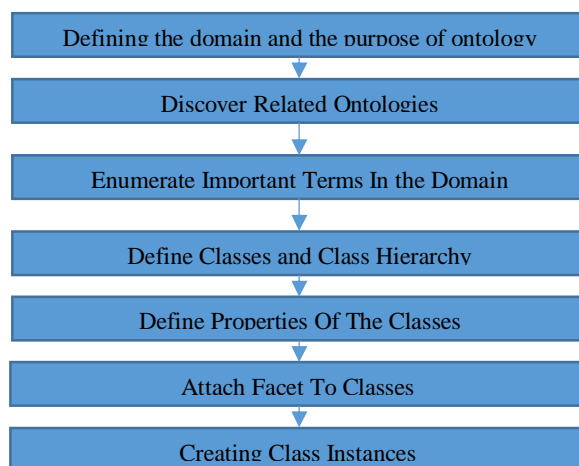 Defining the domain and the purpose of ontology
Discover Related Ontologies
Enumerate Important Terms In the Domain
Define Classes and Class Hierarchy
Define Properties Of The Classes
Attach Facet To Classes
Creating Class Instances